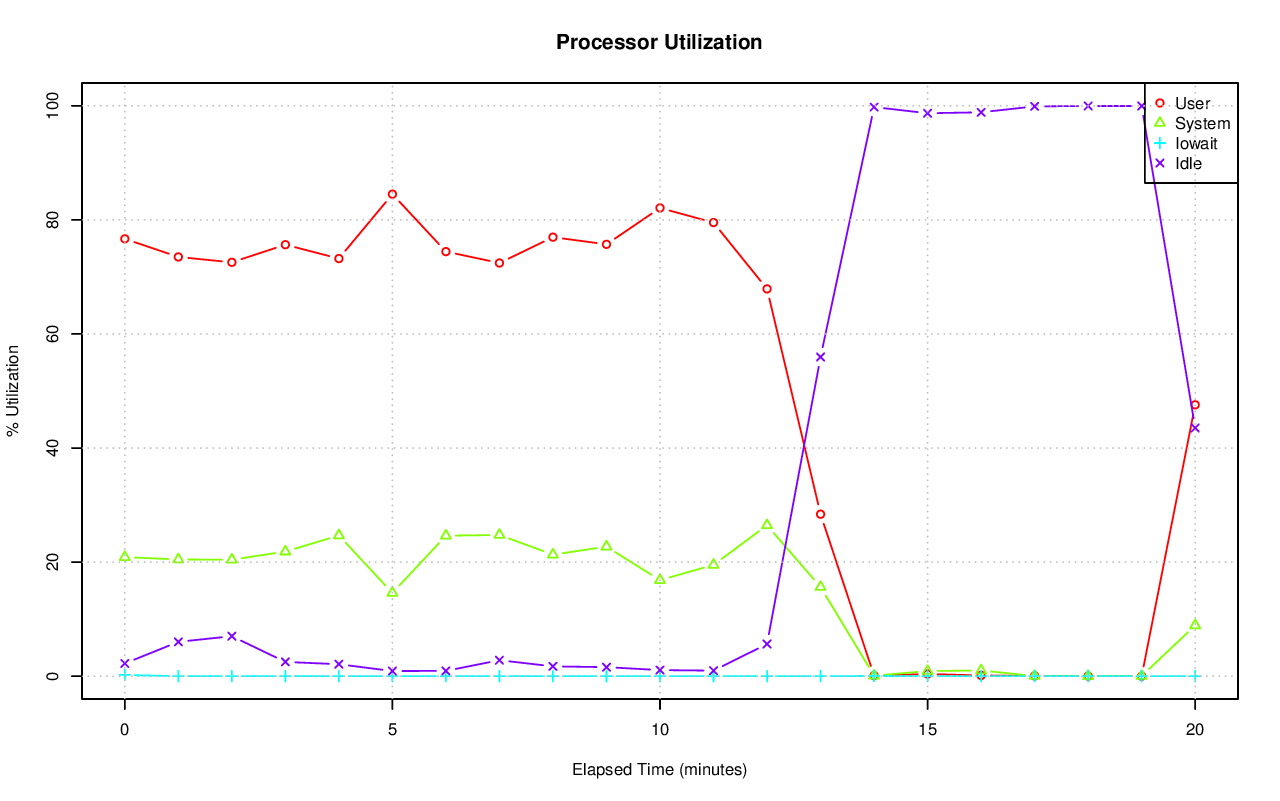 Processor Utilization
% Utilization
100
80
60
40
20
0
User
System
Iowait
Idle
0 5 10 15 20
Elapsed Time (minutes)